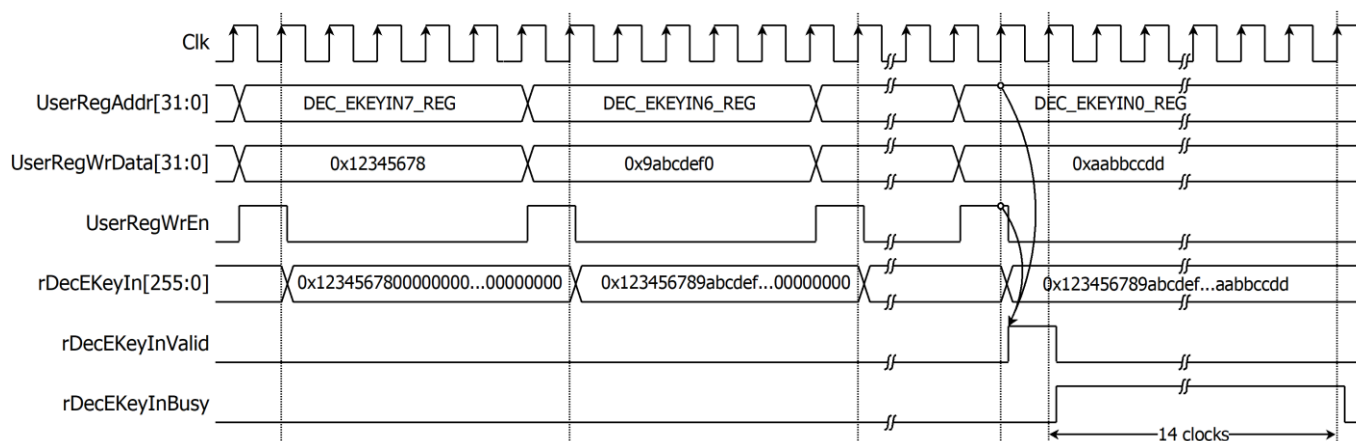 Clk
UserRegAddr[31:0] DEC_EKEYIN7_REG DEC_EKEYIN6_REG DEC_EKEYIN0_REG
UserRegWrData[31:0] 0x12345678 0x9abcdef0 0xaabbccdd
UserRegWrEn
rDecEKeyIn[255:0] 0x1234567800000000...00000000 0x123456789abcdef...00000000 0x123456789abcdef...aabbccdd
rDecEKeyInValid
rDecEKeyInBusy
14 clocks